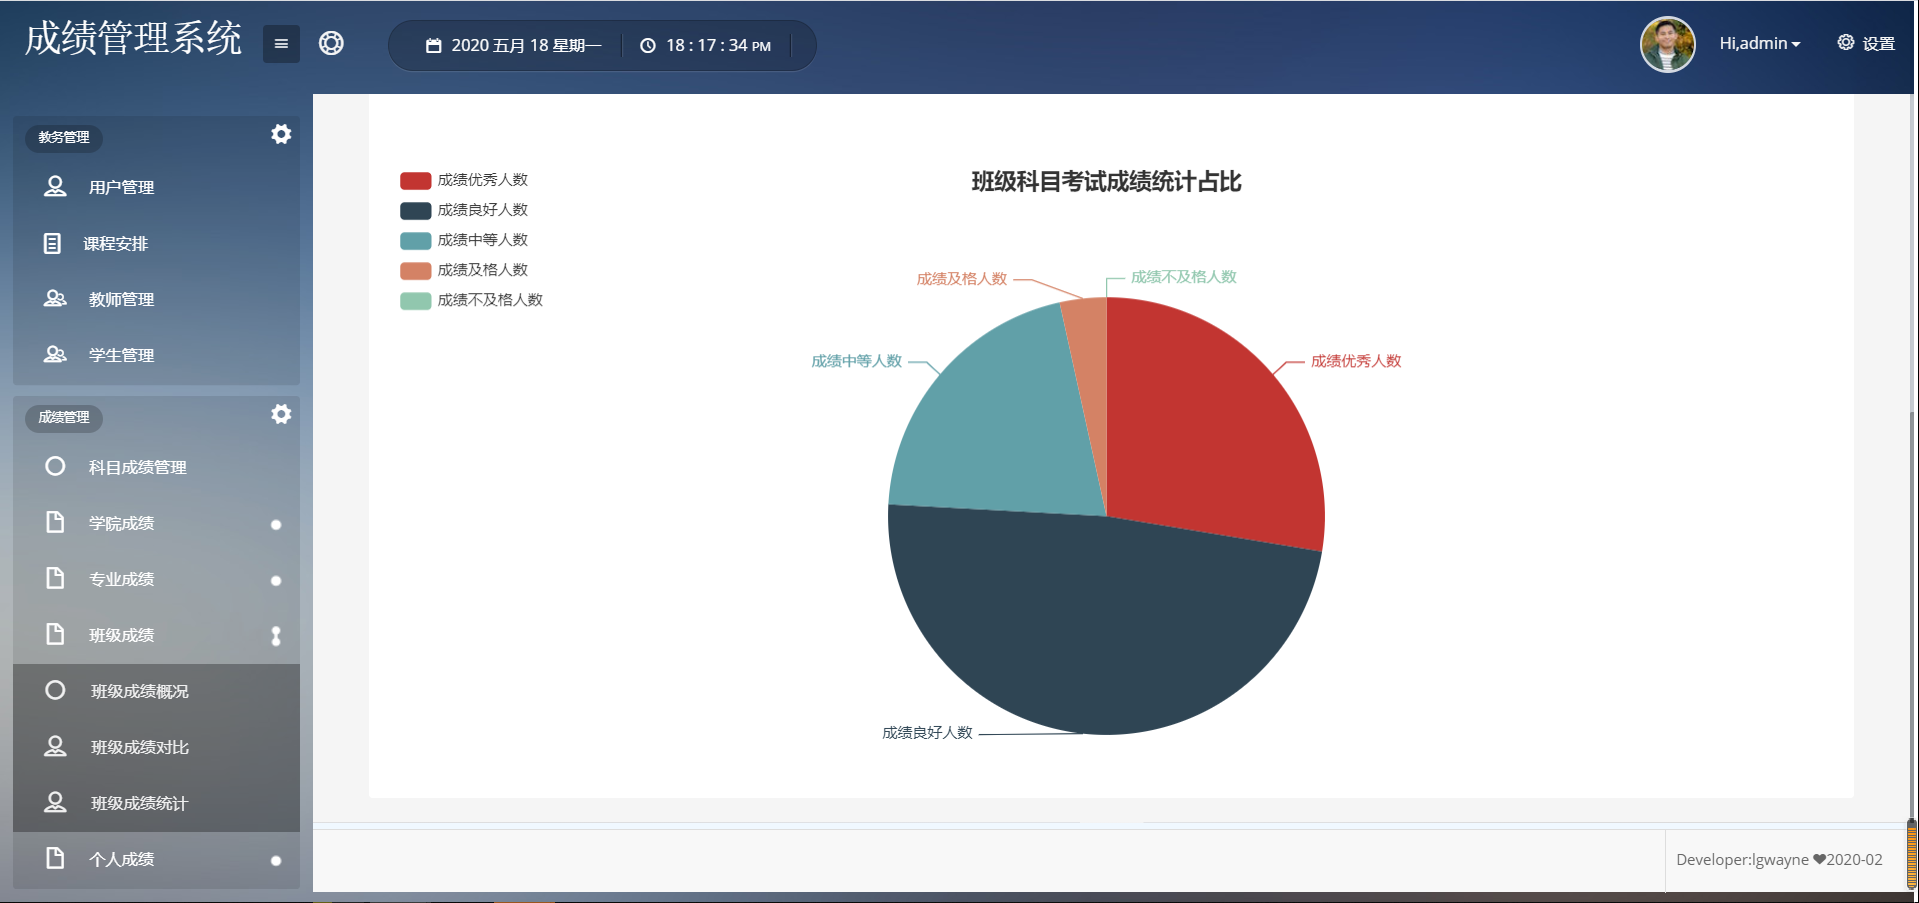 成绩管理系统
2020 五月 18 星期一
18 : 17 : 34 PM
Hi,admin
设置
教务管理
用户管理
课程安排
教师管理
学生管理
成绩管理
科目成绩管理
学院成绩
专业成绩
班级成绩
班级成绩概况
班级成绩对比
班级成绩统计
个人成绩
成绩优秀人数
成绩良好人数
成绩中等人数
成绩及格人数
成绩不及格人数
班级科目考试成绩统计占比
成绩及格人数
成绩不及格人数
成绩中等人数
成绩优秀人数
成绩良好人数
Developer:lgwayne ❤2020-02